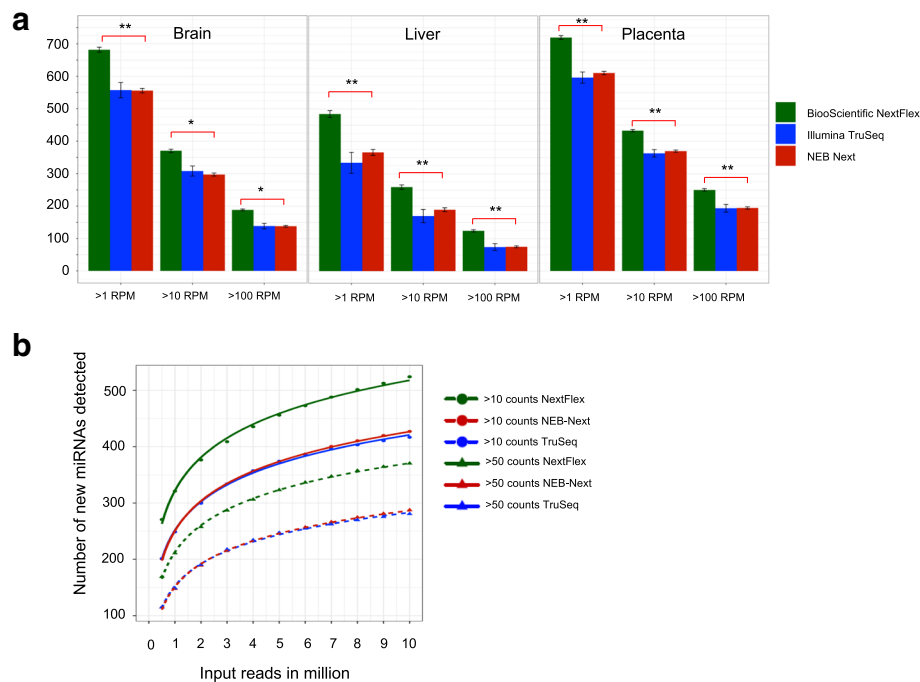 a
Brain
Liver
Placenta
700
600
500
400
300
200
100
0
**
*
*
**
**
**
**
**
**
>1 RPM
>10 RPM
>100 RPM
>1 RPM
>10 RPM
>100 RPM
>1 RPM
>10 RPM
>100 RPM
BiooScientific NextFlex
Illumina TruSeq
NEB Next
b
Number of new miRNAs detected
500
400
300
200
100
0 1 2 3 4 5 6 7 8 9 10
Input reads in million
>10 counts NextFlex
>10 counts NEB-Next
>10 counts TruSeq
>50 counts NextFlex
>50 counts NEB-Next
>50 counts TruSeq